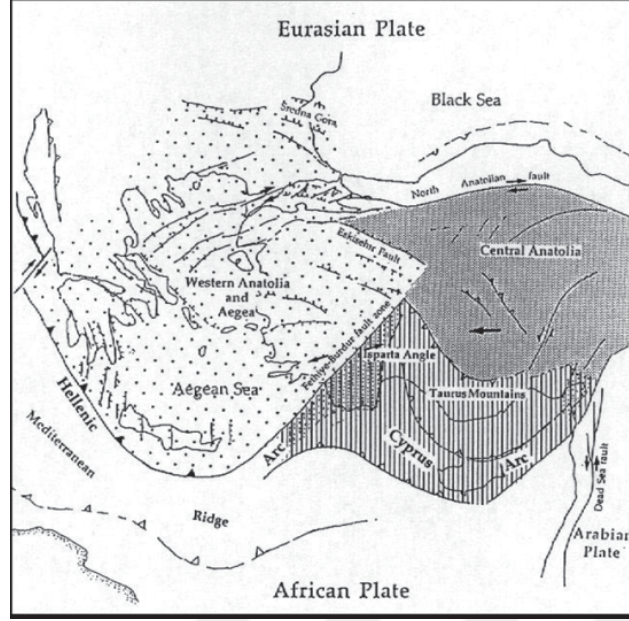 Eurasian Plate
Black Sea
Sredna Gora
North Anatolian fault
Eskisehir Fault
Central Anatolia
Western Anatolia
and
Aegea
Fethiye-Burdur fault zone
Isparta Angle
Aegean Sea
Taurus Mountains
Hellenic Arc
Cyprus Arc
Mediterranean Ridge
Dead Sea fault
Arabian
Plate
African Plate